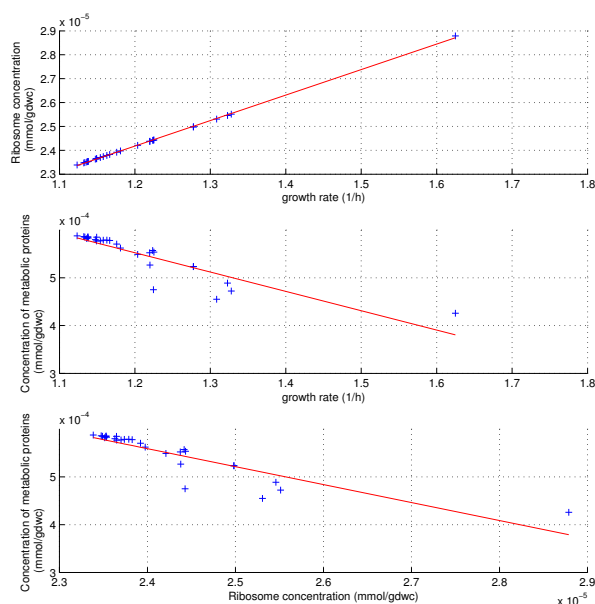 x 10⁻⁵
2.9
2.8
2.7
2.6
2.5
2.4
2.3
Ribosome concentration
(mmol/gdwc)
1.1 1.2 1.3 1.4 1.5 1.6 1.7 1.8
growth rate (1/h)
x 10⁻⁴
5
4
3
Concentration of metabolic proteins
(mmol/gdwc)
1.1 1.2 1.3 1.4 1.5 1.6 1.7 1.8
growth rate (1/h)
x 10⁻⁴
5
4
3
Concentration of metabolic proteins
(mmol/gdwc)
2.3 2.4 2.5 2.6 2.7 2.8 2.9
Ribosome concentration (mmol/gdwc)
x 10⁻⁵